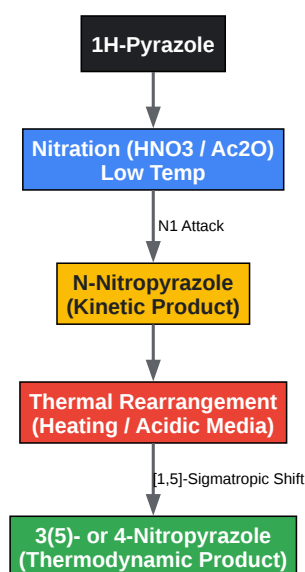 1H-Pyrazole
Nitration (HNO3 / Ac2O)
Low Temp
N1 Attack
N-Nitropyrazole
(Kinetic Product)
Thermal Rearrangement
(Heating / Acidic Media)
[1,5]-Sigmatropic Shift
3(5)- or 4-Nitropyrazole
(Thermodynamic Product)